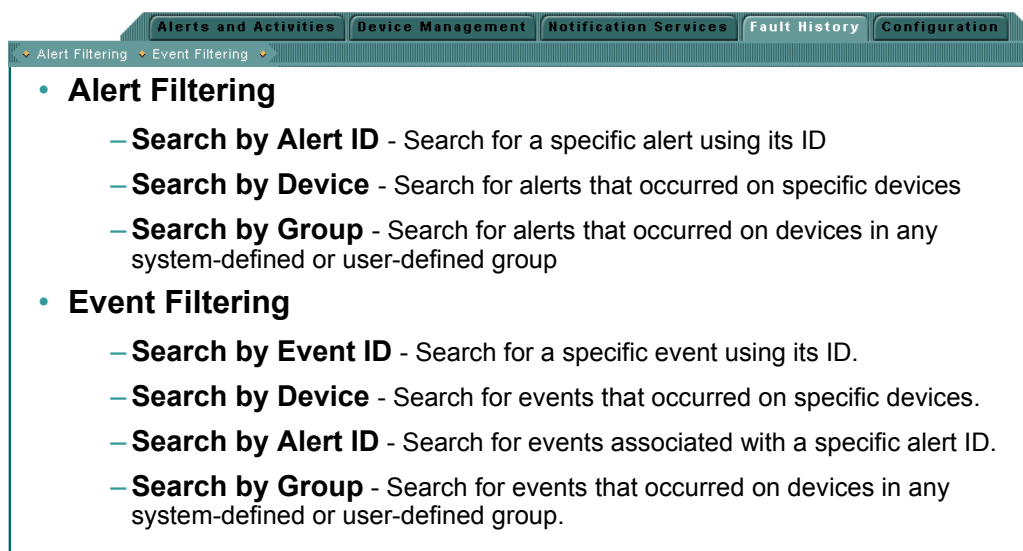 Alerts and Activities Device Management Notification Services Fault History Configuration
Alert Filtering Event Filtering
• Alert Filtering
– Search by Alert ID - Search for a specific alert using its ID
– Search by Device - Search for alerts that occurred on specific devices
– Search by Group - Search for alerts that occurred on devices in any
system-defined or user-defined group
• Event Filtering
– Search by Event ID - Search for a specific event using its ID.
– Search by Device - Search for events that occurred on specific devices.
– Search by Alert ID - Search for events associated with a specific alert ID.
– Search by Group - Search for events that occurred on devices in any
system-defined or user-defined group.